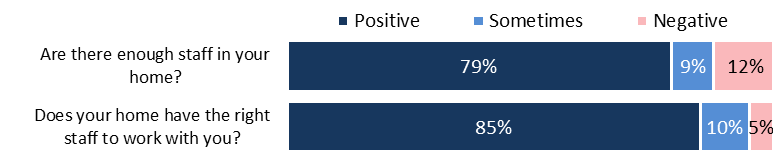 Positive Sometimes Negative
Are there enough staff in your
home?
79% 9% 12%
Does your home have the right
staff to work with you?
85% 10% 5%